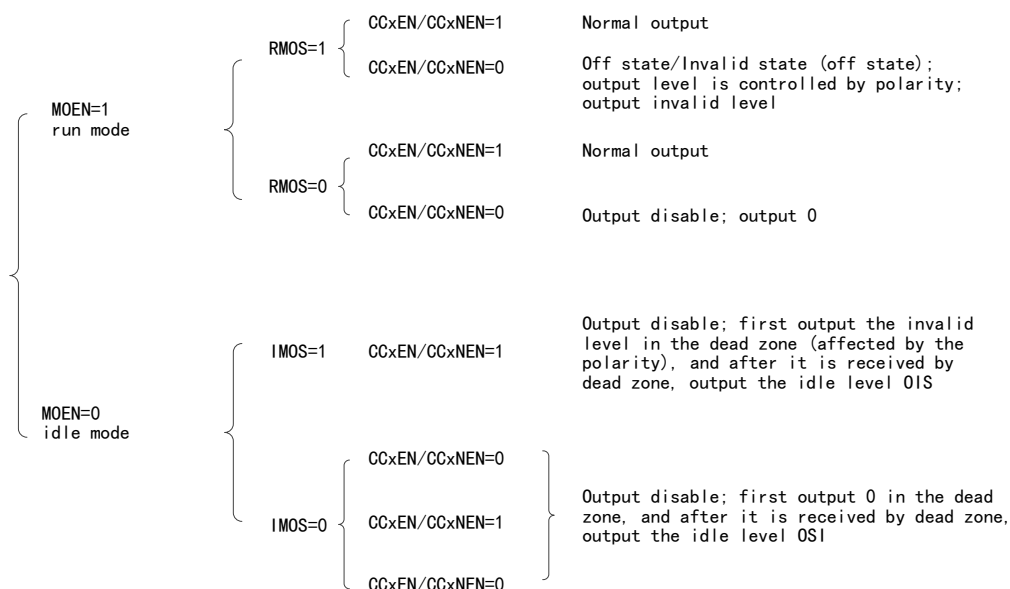 CCxEN/CCxNEN=1 Normal output
RMOS=1
CCxEN/CCxNEN=0 Off state/Invalid state (off state);
output level is controlled by polarity;
output invalid level
MOEN=1
run mode
CCxEN/CCxNEN=1 Normal output
RMOS=0
CCxEN/CCxNEN=0 Output disable; output 0
Output disable; first output the invalid
level in the dead zone (affected by the
polarity), and after it is received by
dead zone, output the idle level OIS
IMOS=1 CCxEN/CCxNEN=1
MOEN=0
idle mode
CCxEN/CCxNEN=0
IMOS=0 CCxEN/CCxNEN=1
CCxEN/CCxNEN=0
Output disable; first output 0 in the dead
zone, and after it is received by dead zone,
output the idle level OSI